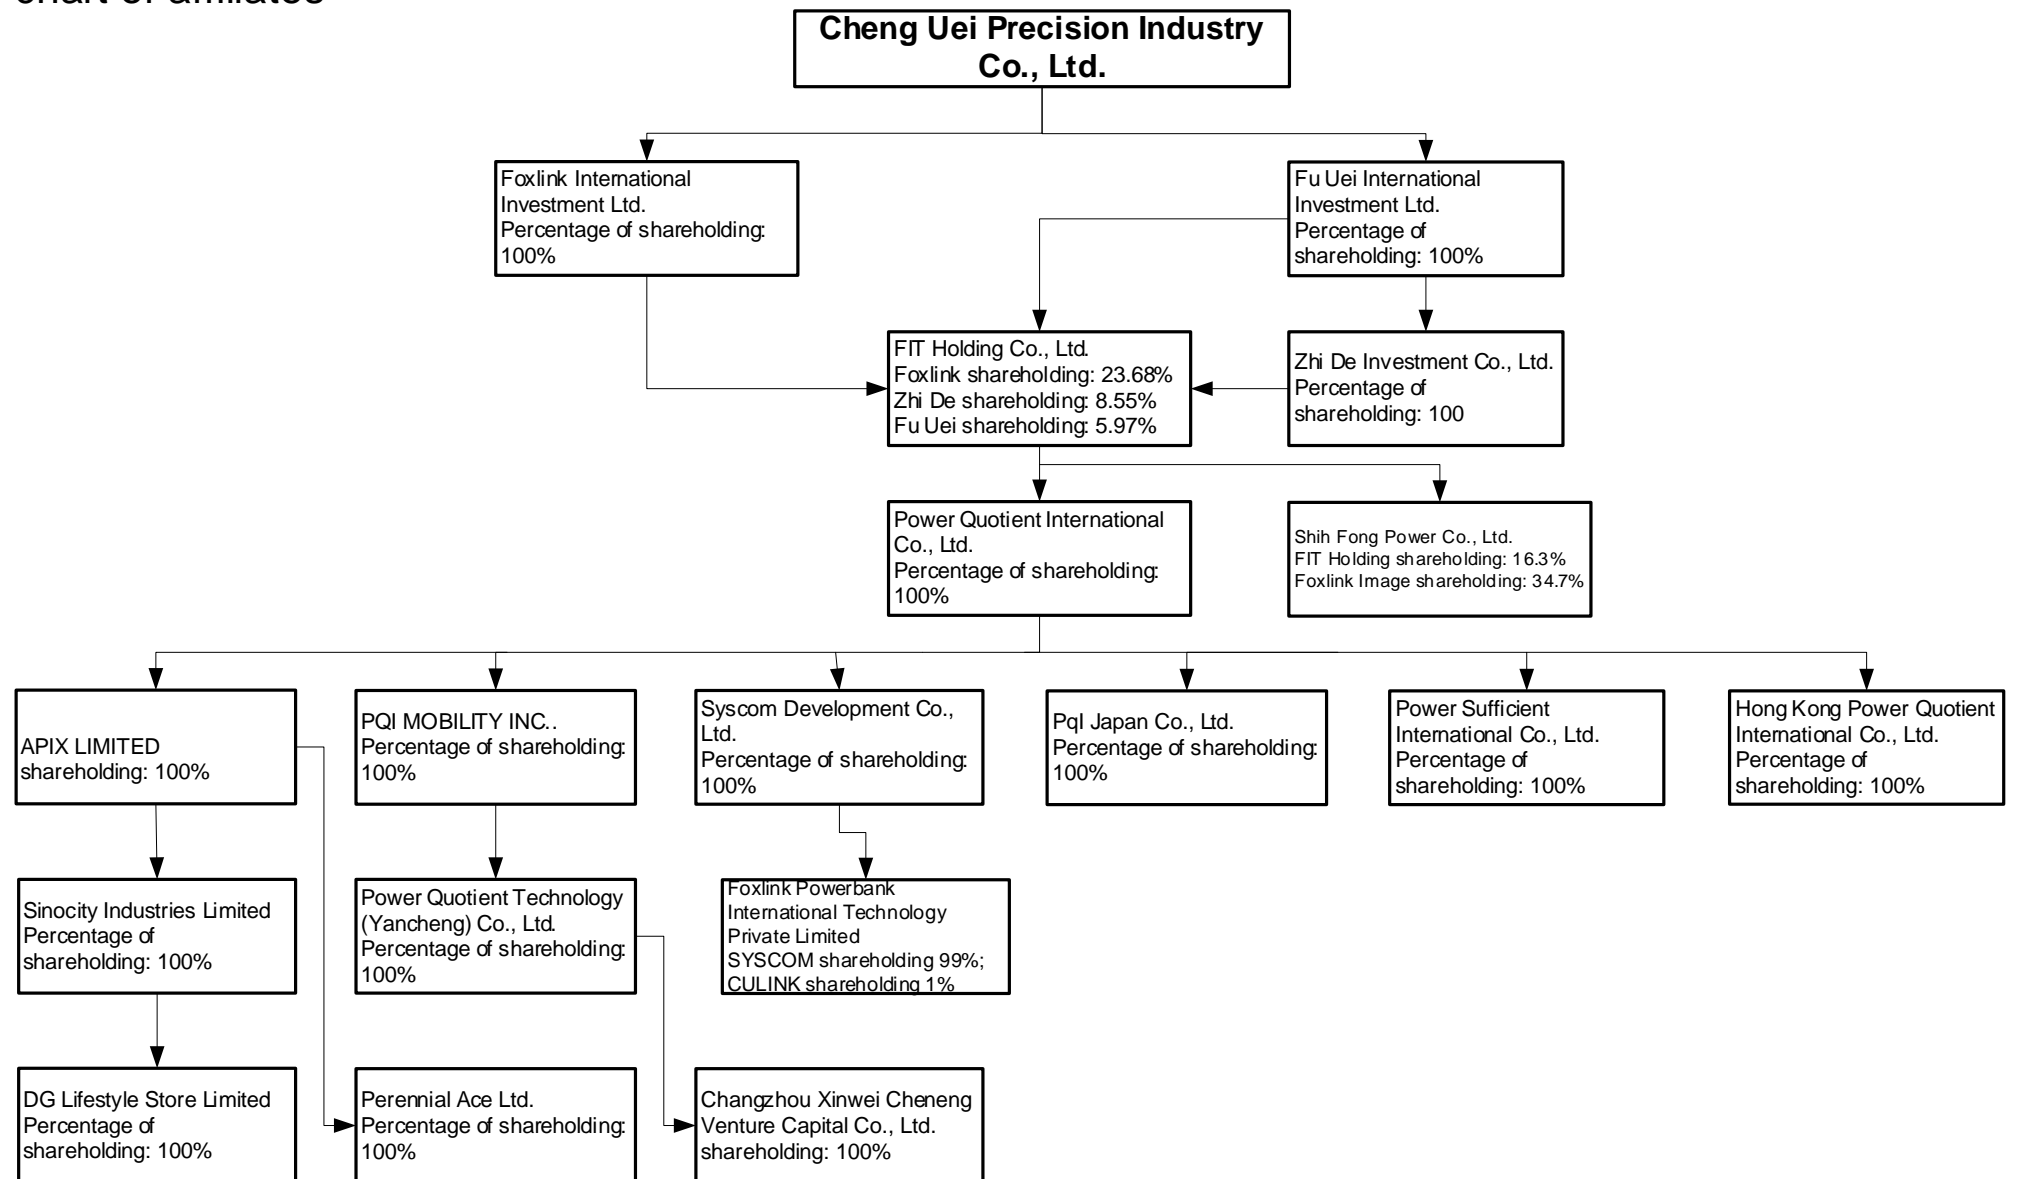 chart of affiliates
Cheng Uei Precision Industry
Co., Ltd.
Foxlink International
Investment Ltd.
Percentage of shareholding:
100%
Fu Uei International
Investment Ltd.
Percentage of
shareholding: 100%
FIT Holding Co., Ltd.
Foxlink shareholding: 23.68%
Zhi De shareholding: 8.55%
Fu Uei shareholding: 5.97%
Zhi De Investment Co., Ltd.
Percentage of
shareholding: 100
Power Quotient International
Co., Ltd.
Percentage of shareholding:
100%
Shih Fong Power Co., Ltd.
FIT Holding shareholding: 16.3%
Foxlink Image shareholding: 34.7%
APIX LIMITED
shareholding: 100%
PQI MOBILITY INC..
Percentage of shareholding:
100%
Syscom Development Co.,
Ltd.
Percentage of shareholding:
100%
PqI Japan Co., Ltd.
Percentage of shareholding:
100%
Power Sufficient
International Co., Ltd.
Percentage of
shareholding: 100%
Hong Kong Power Quotient
International Co., Ltd.
Percentage of
shareholding: 100%
Sinocity Industries Limited
Percentage of
shareholding: 100%
Power Quotient Technology
(Yancheng) Co., Ltd.
Percentage of shareholding:
100%
Foxlink Powerbank
International Technology
Private Limited
SYSCOM shareholding 99%;
CULINK shareholding 1%
DG Lifestyle Store Limited
Percentage of
shareholding: 100%
Perennial Ace Ltd.
Percentage of shareholding:
100%
Changzhou Xinwei Cheneng
Venture Capital Co., Ltd.
shareholding: 100%